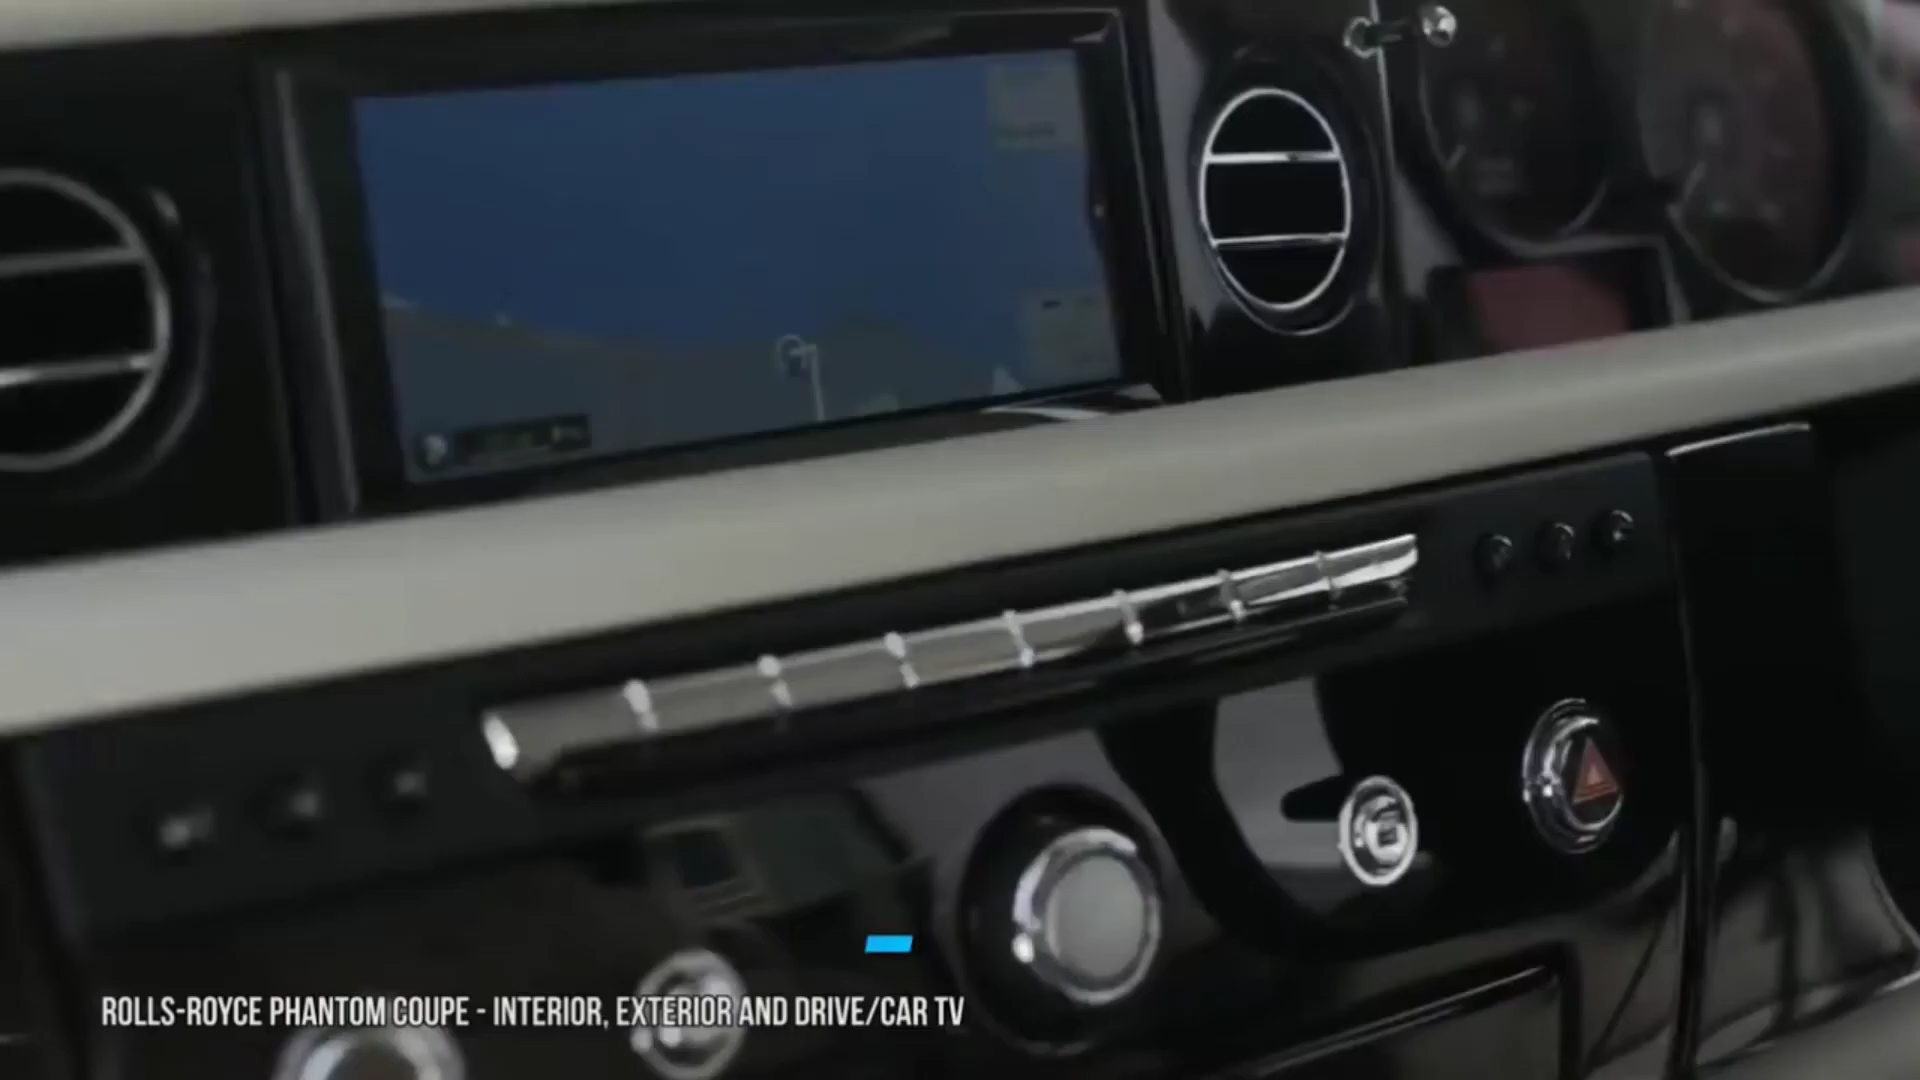 ROLLS-ROYCE PHANTOM COUPE - INTERIOR, EXTERIOR AND DRIVE/CAR TV